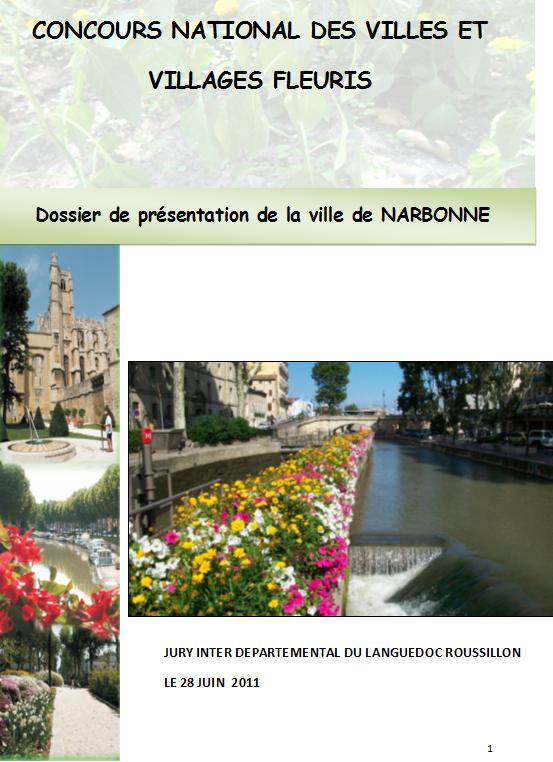 CONCOURS NATIONAL DES VILLES ET
VILLAGES FLEURIS
Dossier de présentation de la ville de NARBONNE
JURY INTER DEPARTEMENTAL DU LANGUEDOC ROUSSILLON
LE 28 JUIN 2011
1